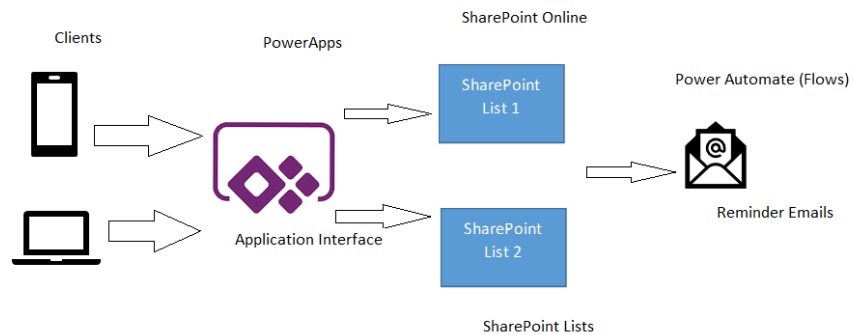 Clients
PowerApps
SharePoint Online
SharePoint
List 1
Power Automate (Flows)
@
Application Interface
SharePoint
List 2
Reminder Emails
SharePoint Lists